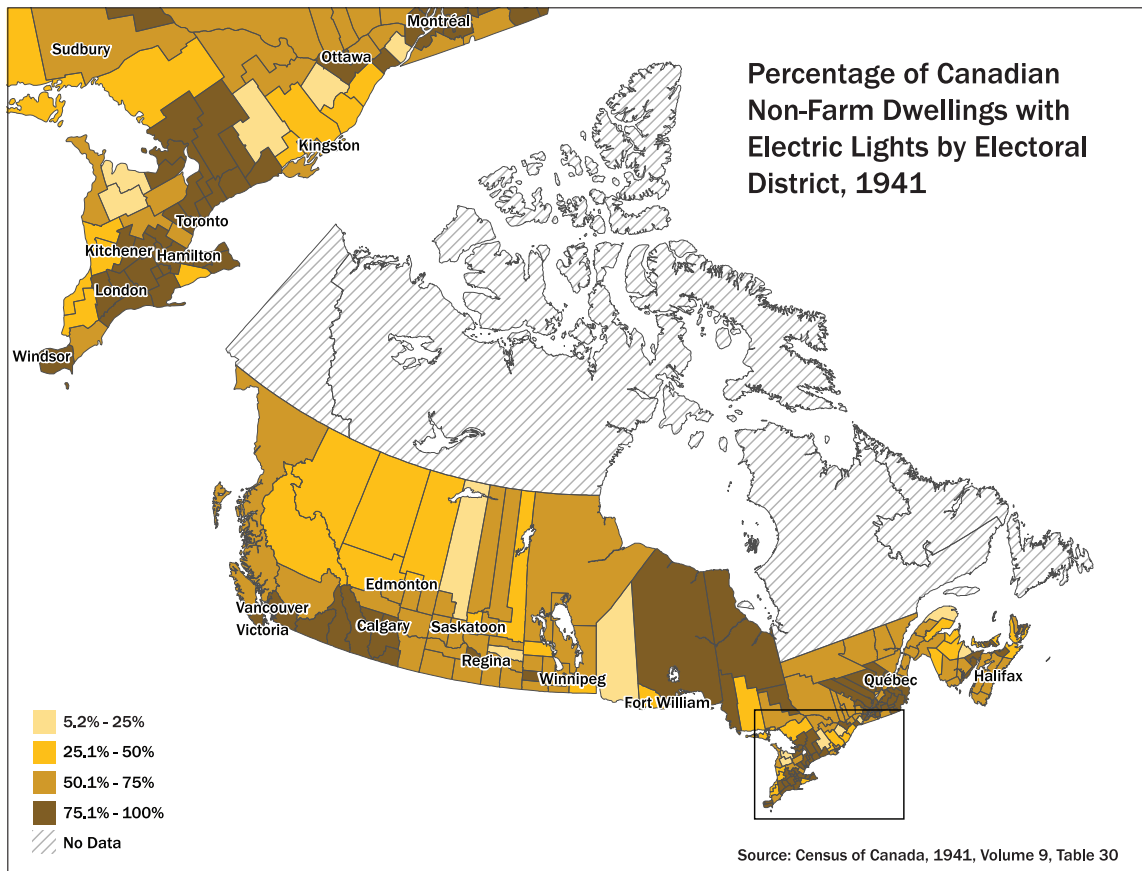 Percentage of Canadian
Non-Farm Dwellings with
Electric Lights by Electoral
District, 1941
Montréal
Sudbury
Ottawa
Kingston
Toronto
Kitchener
Hamilton
London
Windsor
Edmonton
Vancouver
Victoria
Calgary
Saskatoon
Regina
Winnipeg
Fort William
Québec
Halifax
5.2% - 25%
25.1% - 50%
50.1% - 75%
75.1% - 100%
No Data
Source: Census of Canada, 1941, Volume 9, Table 30